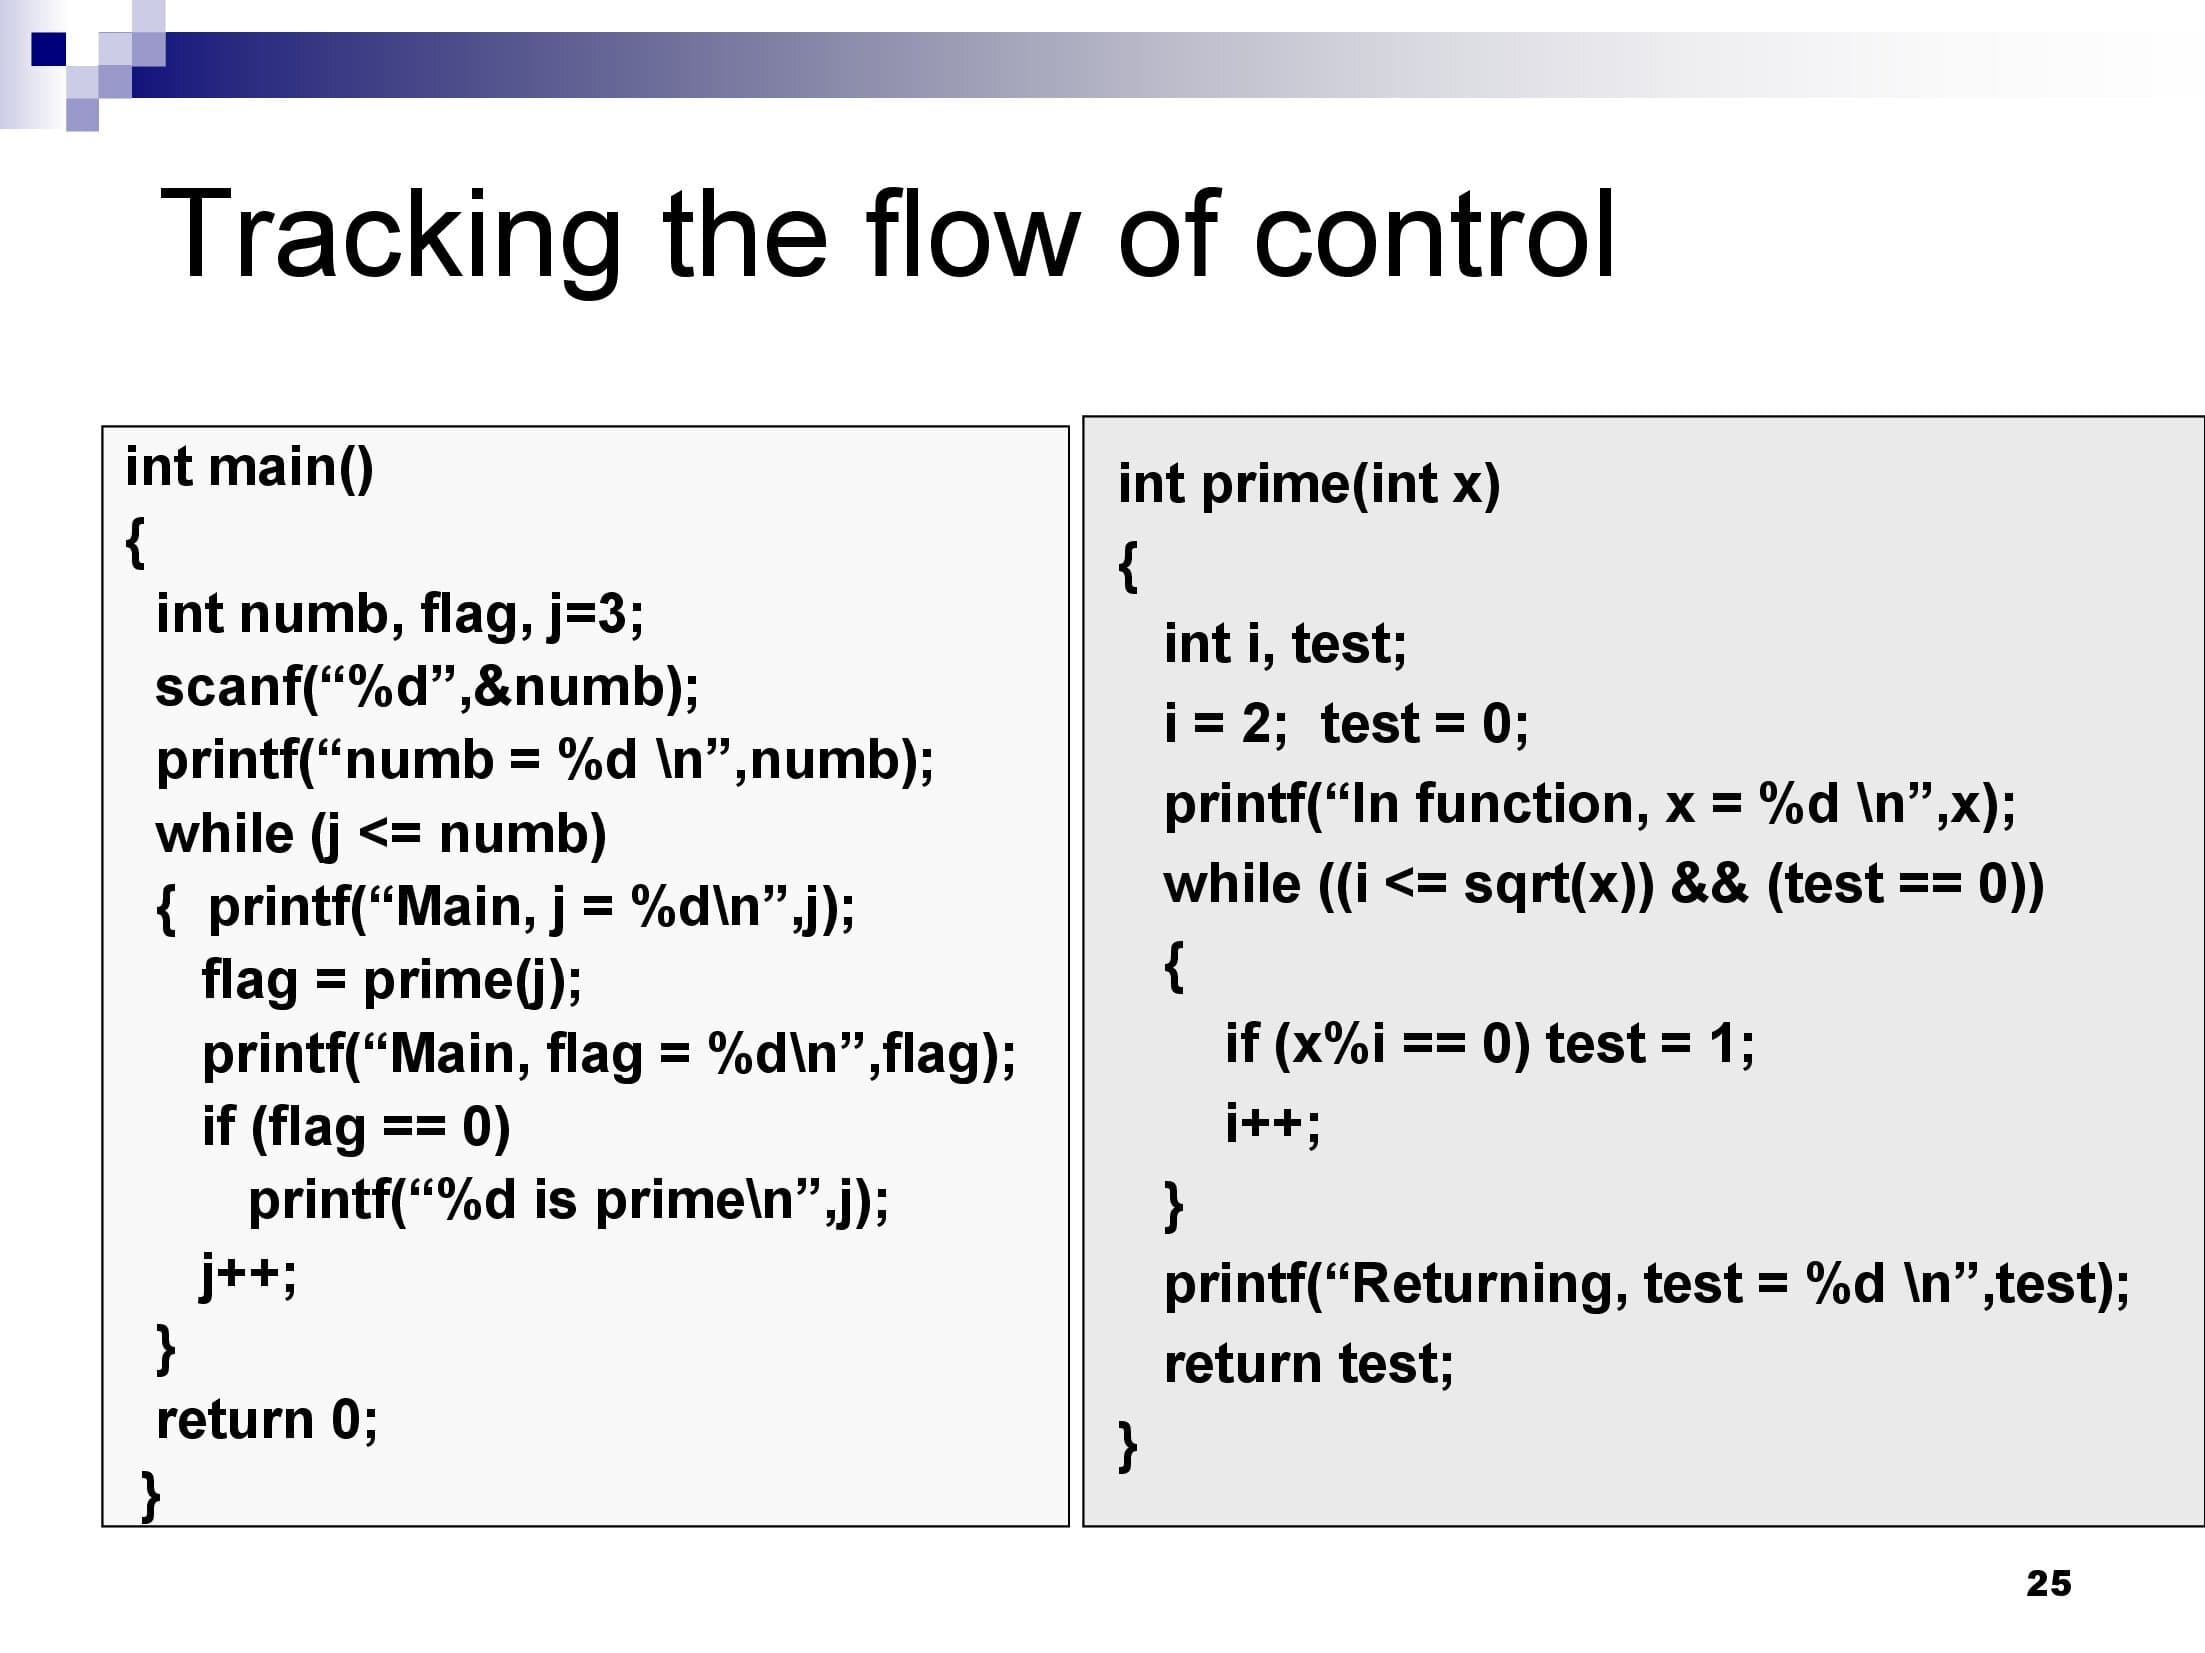 Tracking the flow of control
int main()
{
int numb, flag, j=3;
scanf(“%d”,&numb);
printf(“numb = %d \n”,numb);
while (j <= numb)
{  printf(“Main, j = %d\n”,j);
flag = prime(j);
printf(“Main, flag = %d\n”,flag);
if (flag == 0)
printf(“%d is prime\n”,j);
j++;
}
return 0;
}
int prime(int x)
{
int i, test;
i = 2;  test = 0;
printf(“In function, x = %d \n”,x);
while ((i <= sqrt(x)) && (test == 0))
{
if (x%i == 0) test = 1;
i++;
}
printf(“Returning, test = %d \n”,test);
return test;
}
25